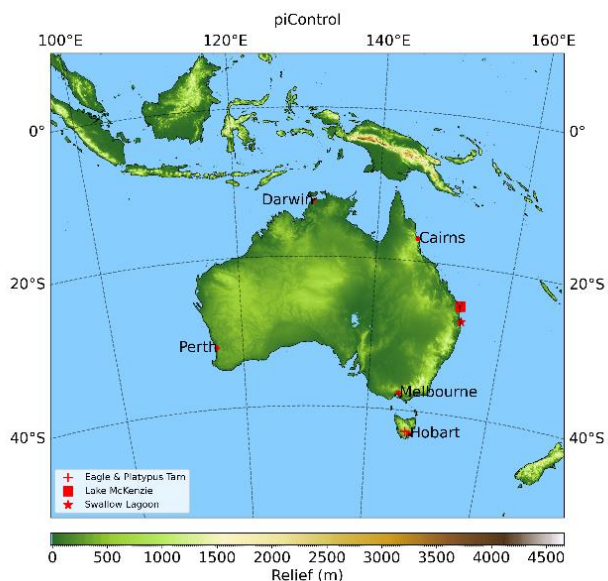 piControl
100°E 120°E 140°E 161°E
0° 0°
Darwin
Cairns
20°S 20°S
Perth
Melbourne
40°S Hobart 40°S
Eagle & Platypus Tarn
Lake McKenzie
Swallow Lagoon
0 500 1000 1500 2000 2500 3000 3500 4000 4500
Relief (m)